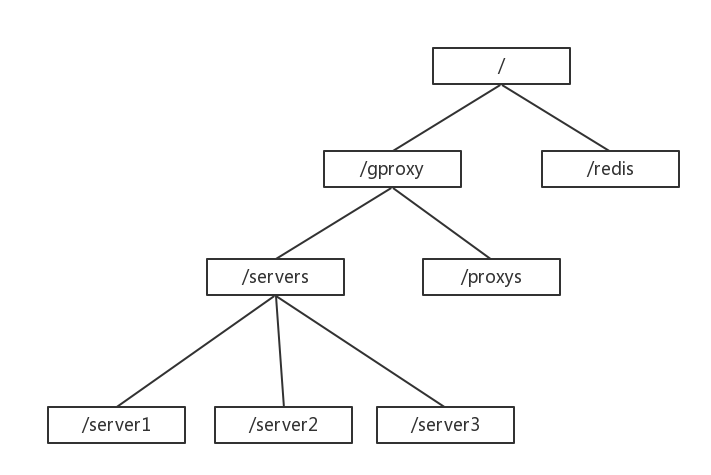 /
/gproxy
/redis
/servers
/proxys
/server1
/server2
/server3